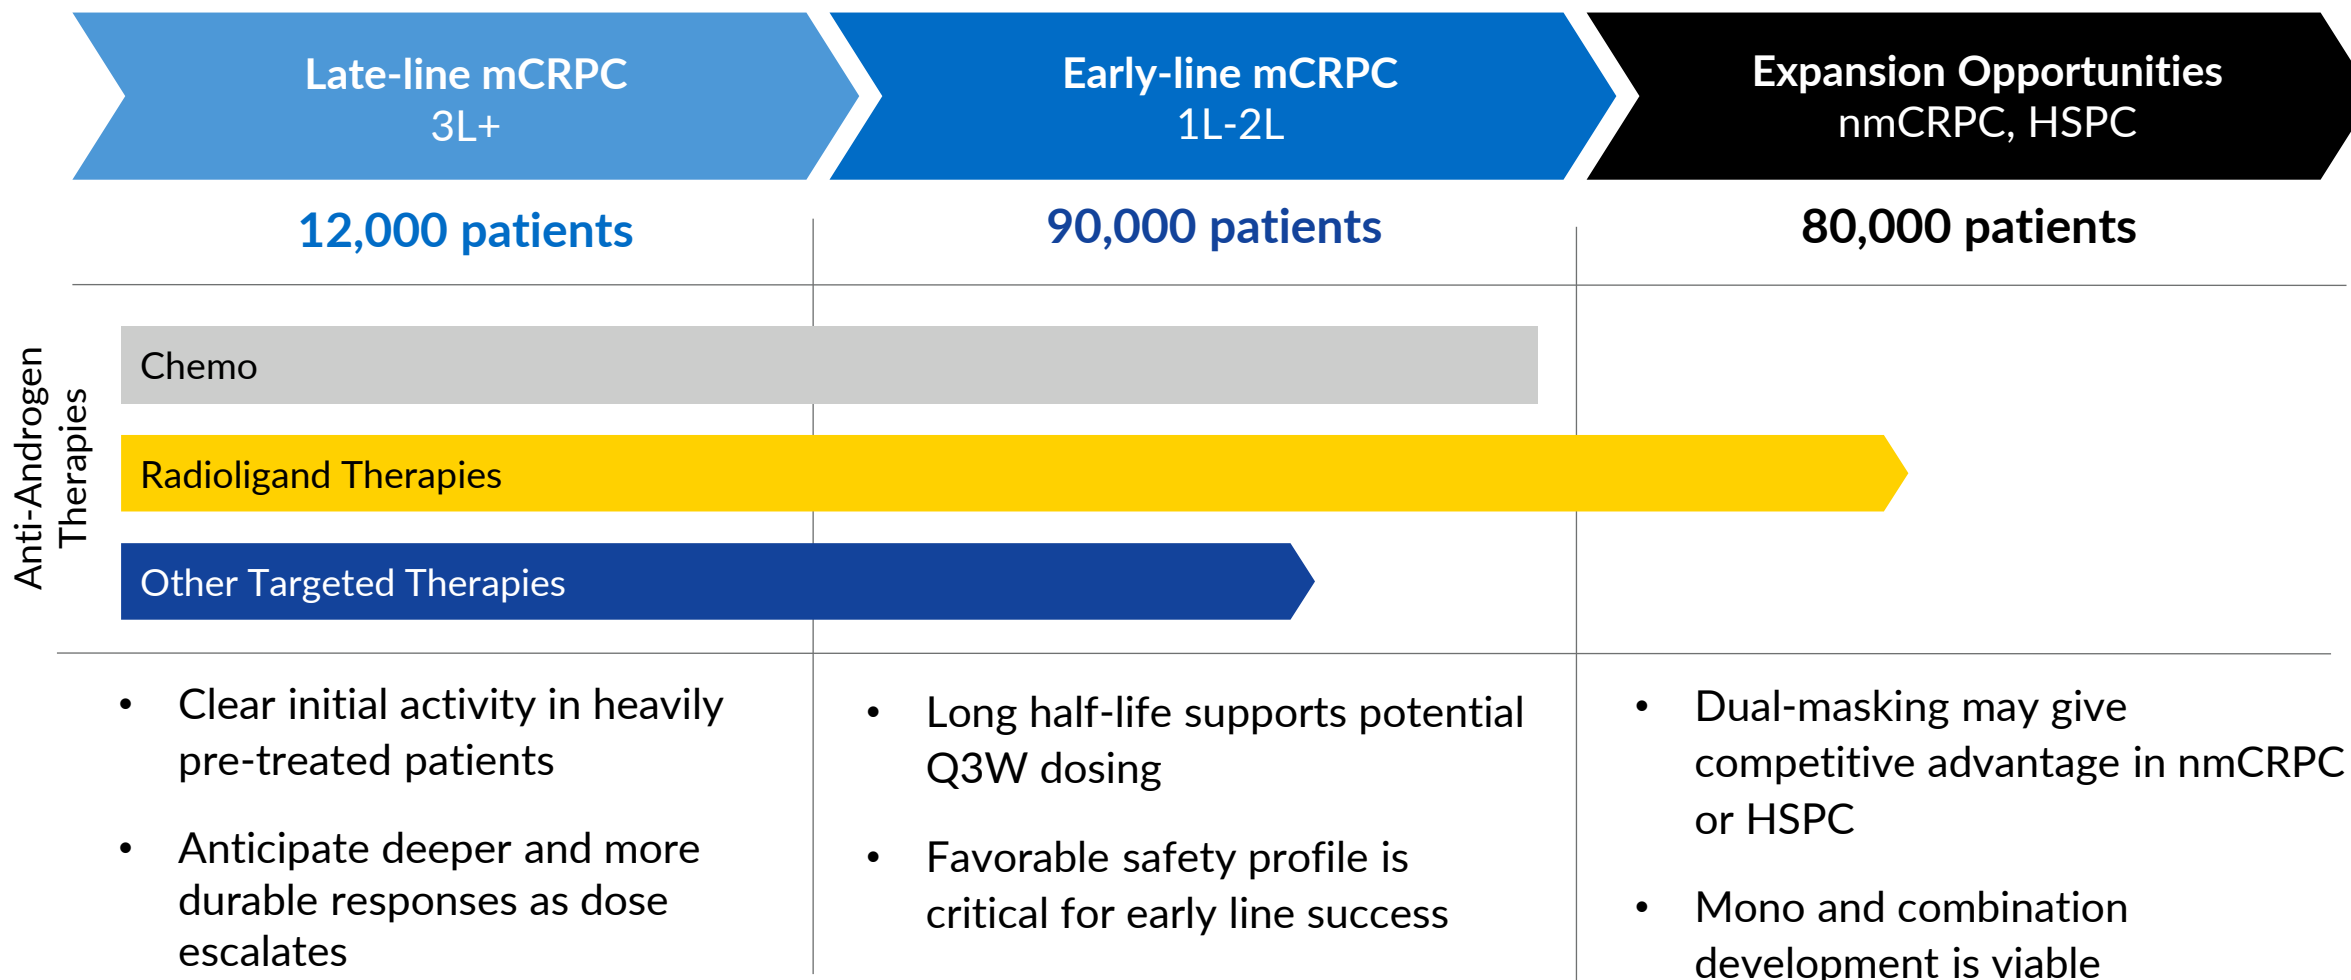 Late-line mCRPC
3L+
Early-line mCRPC
1L-2L
Expansion Opportunities
nmCRPC, HSPC
12,000 patients
90,000 patients
80,000 patients
Anti-Androgen
Therapies
Chemo
Radioligand Therapies
Other Targeted Therapies
• Clear initial activity in heavily
pre-treated patients
• Anticipate deeper and more
durable responses as dose
escalates
• Long half-life supports potential
Q3W dosing
• Favorable safety profile is
critical for early line success
• Dual-masking may give
competitive advantage in nmCRPC
or HSPC
• Mono and combination
development is viable